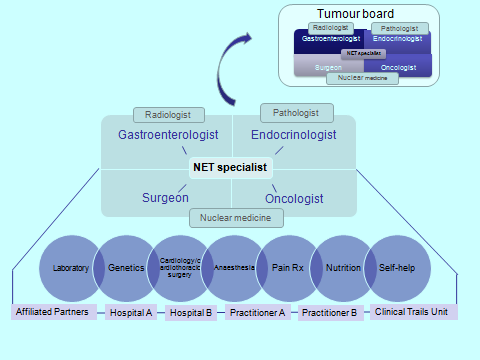 Tumour board
Radiologist Pathologist
Gastroenterologist Endocrinologist
NET specialist
Surgeon Oncologist
Nuclear medicine
Radiologist Pathologist
Gastroenterologist Endocrinologist
NET specialist
Surgeon Oncologist
Nuclear medicine
Laboratory Genetics Cardiology/c
ardiothoracic
surgery Anaesthesia Pain Rx Nutrition Self-help
Affiliated Partners Hospital A Hospital B Practitioner A Practitioner B Clinical Trails Unit